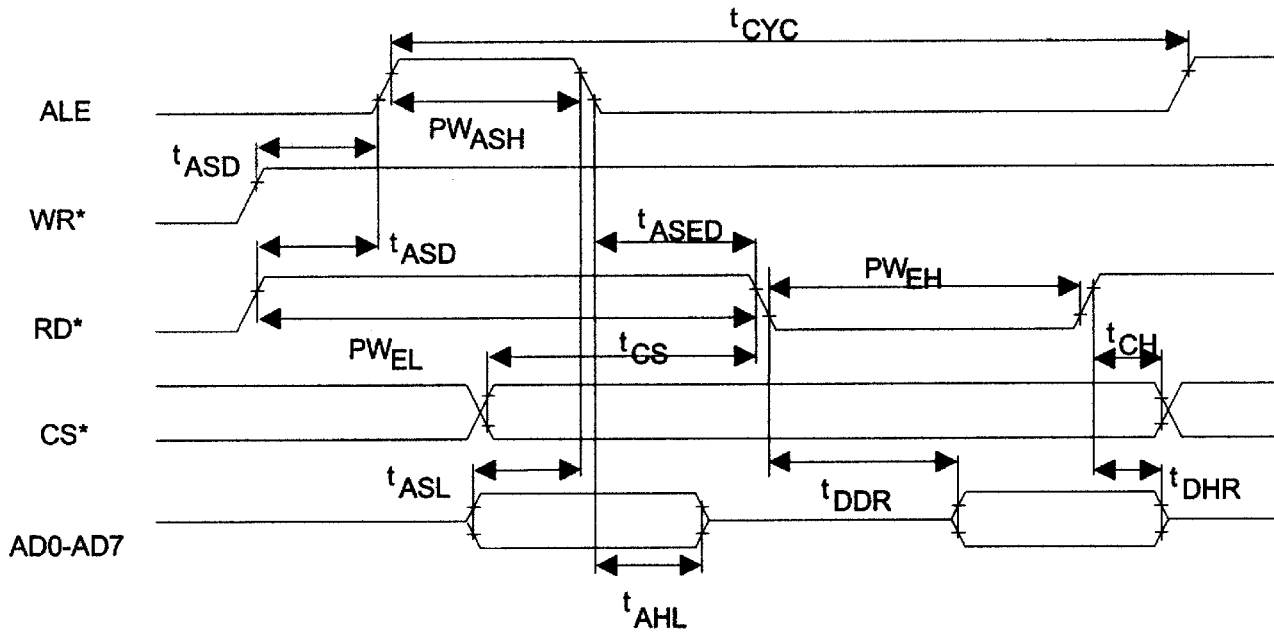 tCYC
ALE
PWASH
tASD
WR*
tASED
tASD
PWEH
RD*
tCS
tCH
PWEL
CS*
tASL
tDDR
tDHR
AD0-AD7
tAHL